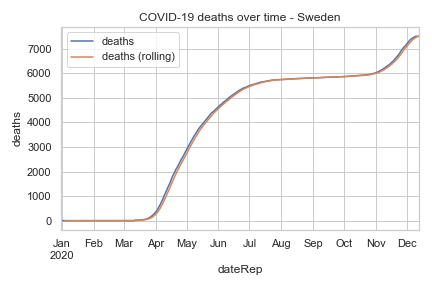 COVID-19 deaths over time - Sweden
deaths
deaths (rolling)
deaths
7000
6000
5000
4000
3000
2000
1000
0
Jan Feb Mar Apr May Jun Jul Aug Sep Oct Nov Dec
2020
dateRep